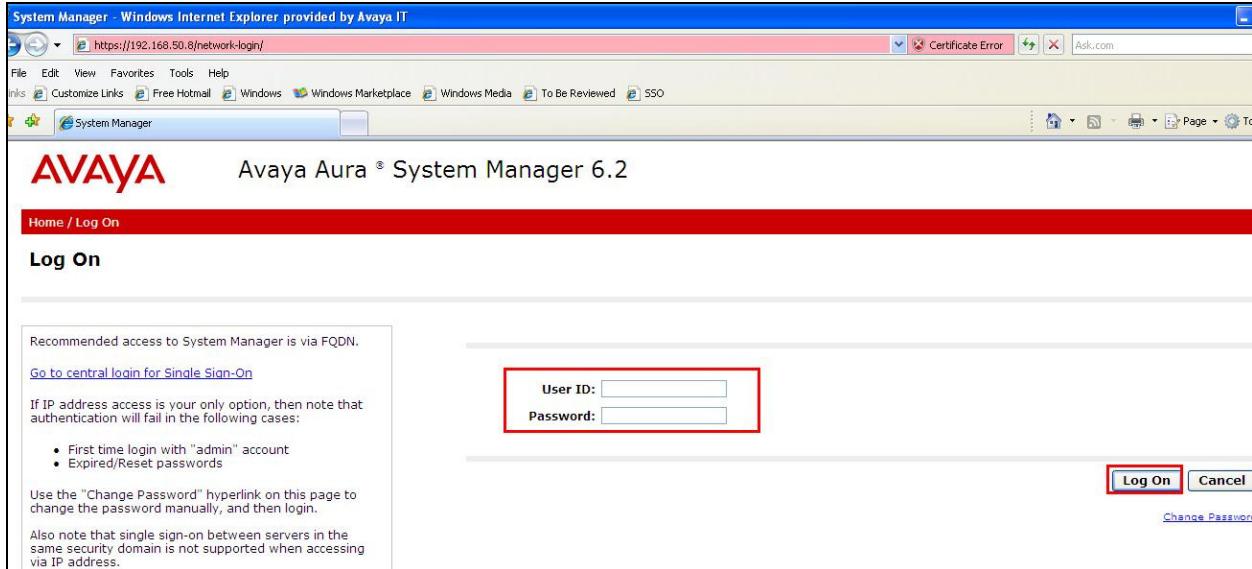 System Manager - Windows Internet Explorer provided by Avaya IT
https://192.168.50.8/network-login/
Certificate Error
Ask.com
File Edit View Favorites Tools Help
Customize Links Free Hotmail Windows Windows Marketplace Windows Media To Be Reviewed SSO
System Manager
Page
AVAYA
Avaya Aura ® System Manager 6.2
Home / Log On
Log On
Recommended access to System Manager is via FQDN.
Go to central login for Single Sign-On
If IP address access is your only option, then note that
authentication will fail in the following cases:
• First time login with "admin" account
• Expired/Reset passwords
Use the "Change Password" hyperlink on this page to
change the password manually, and then login.
Also note that single sign-on between servers in the
same security domain is not supported when accessing
via IP address.
User ID:
Password:
Log On Cancel
Change Password